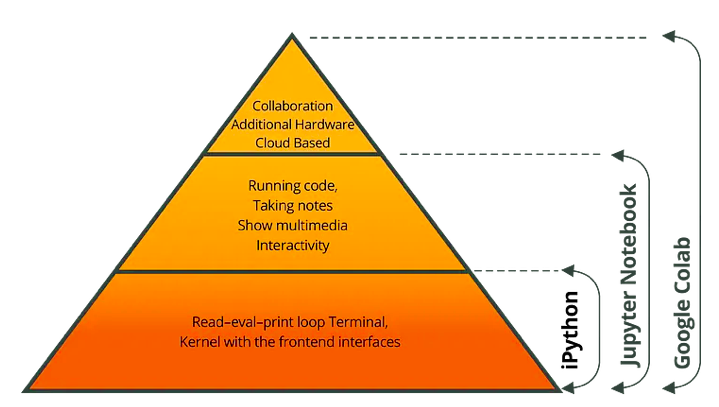 Collaboration
Additional Hardware
Cloud Based
Running code,
Taking notes
Show multimedia
Interactivity
Read–eval–print loop Terminal,
Kernel with the frontend interfaces
iPython
Jupyter Notebook
Google Colab